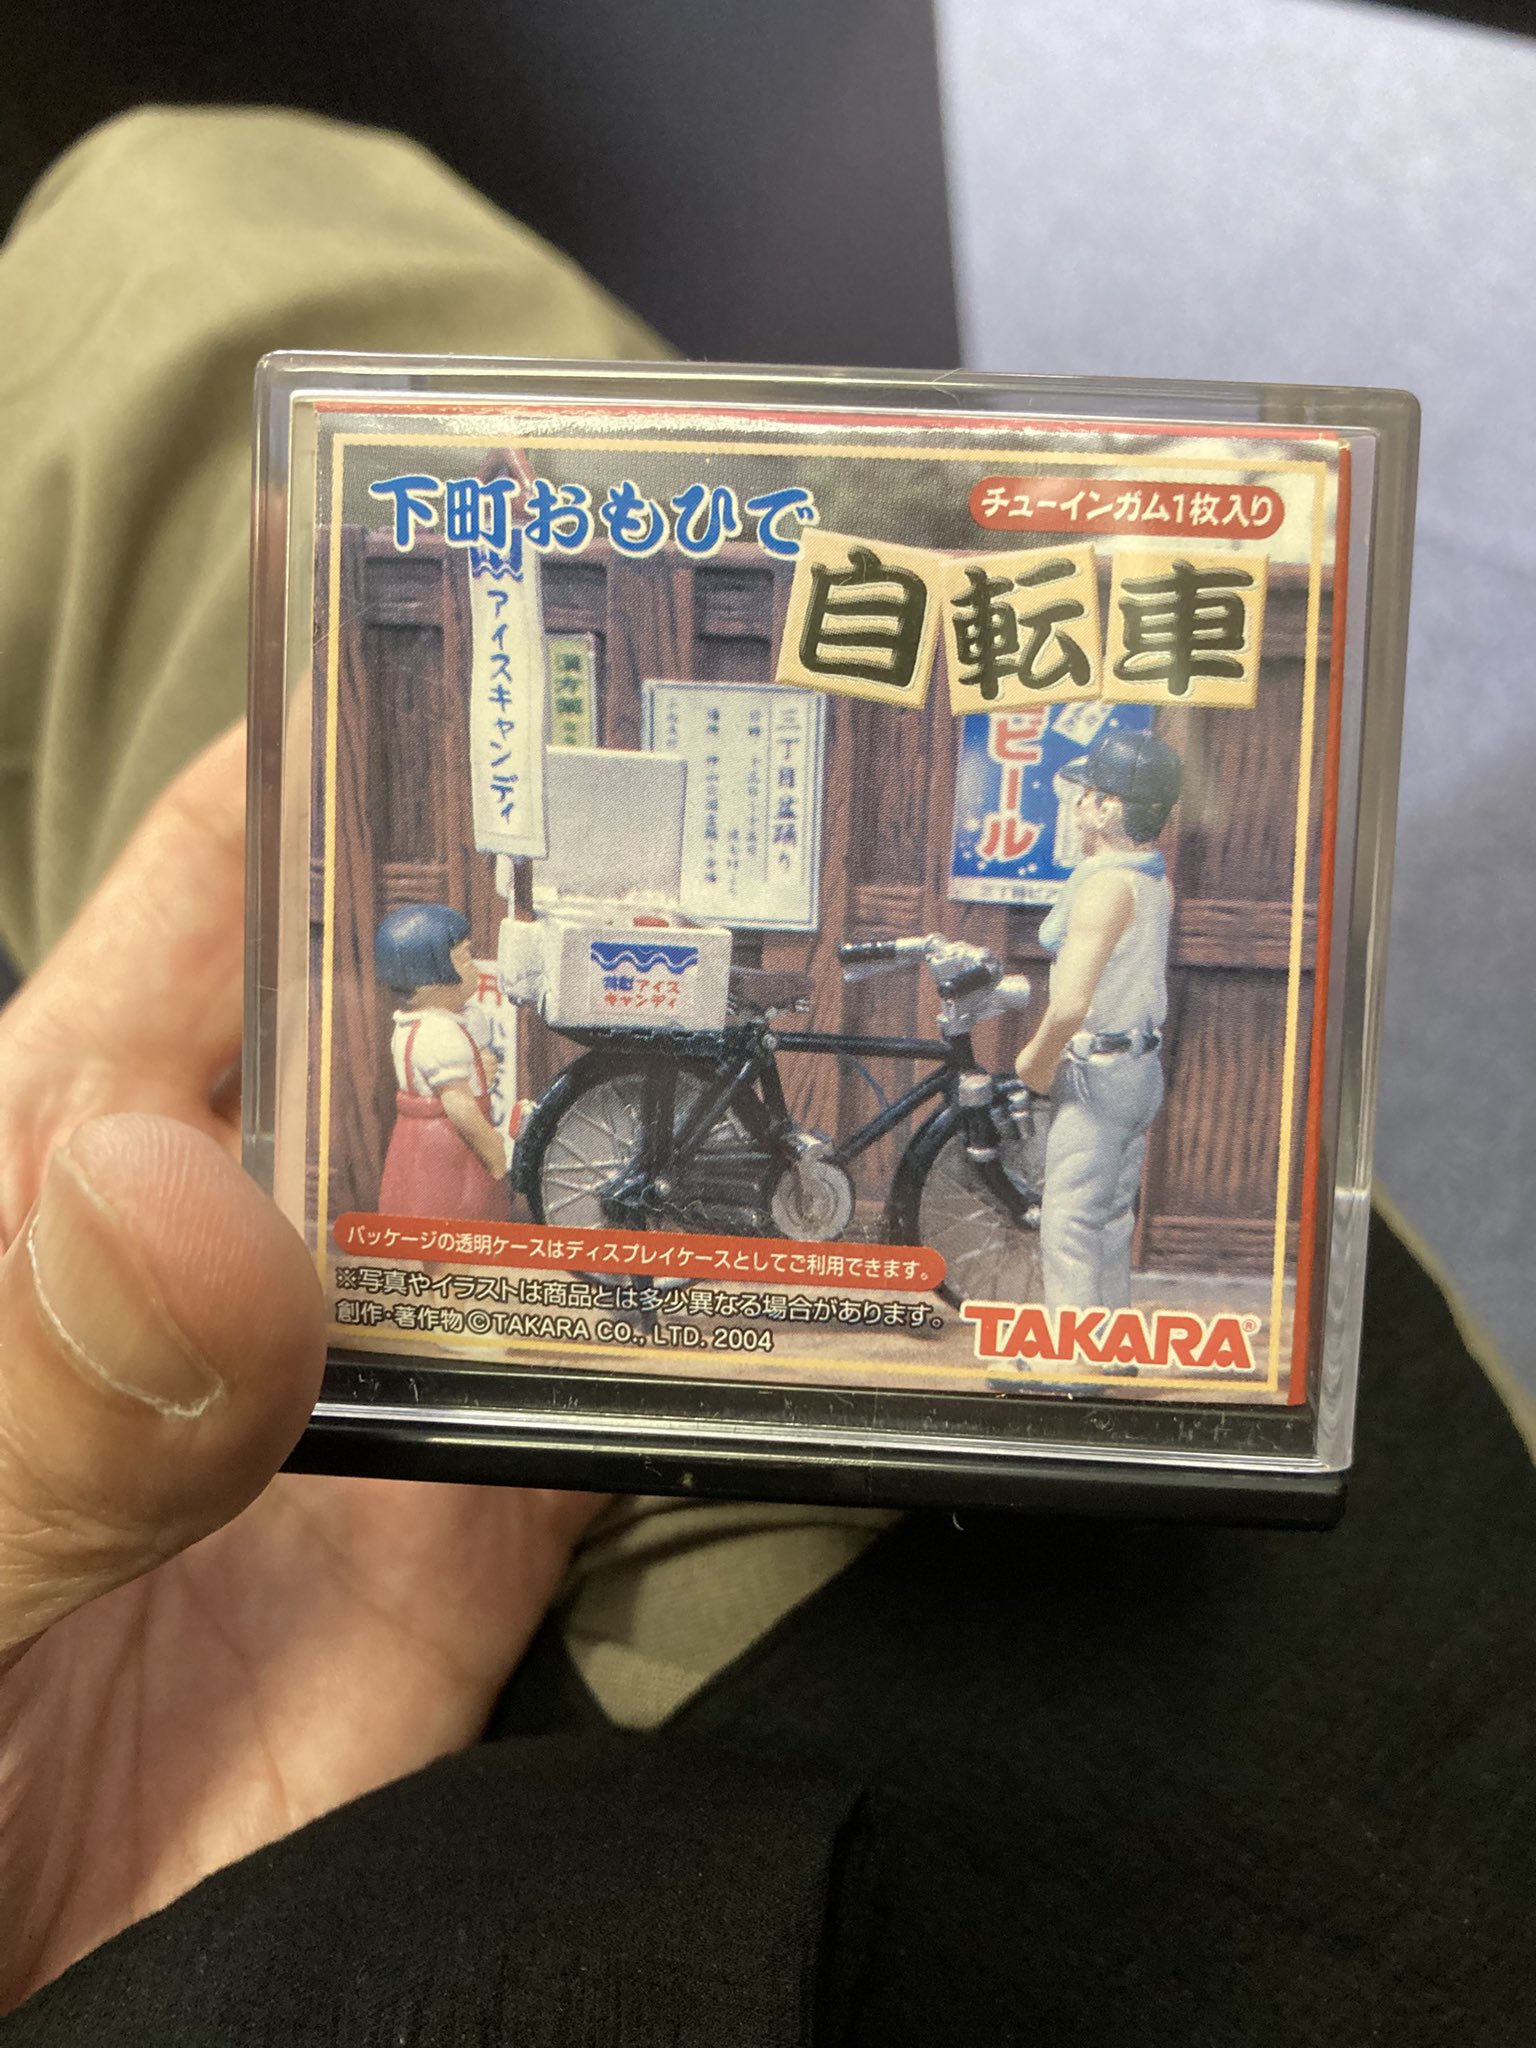 下町おもひで
自転車
チューインガム1枚入り
アイスキャンディ
三丁目盆踊り
ビール
アイス
キャンディ
パッケージの透明ケースはディスプレイケースとしてご利用できます。
※写真やイラストは商品とは多少異なる場合があります。
創作・著作物©TAKARA CO., LTD. 2004
TAKARA®